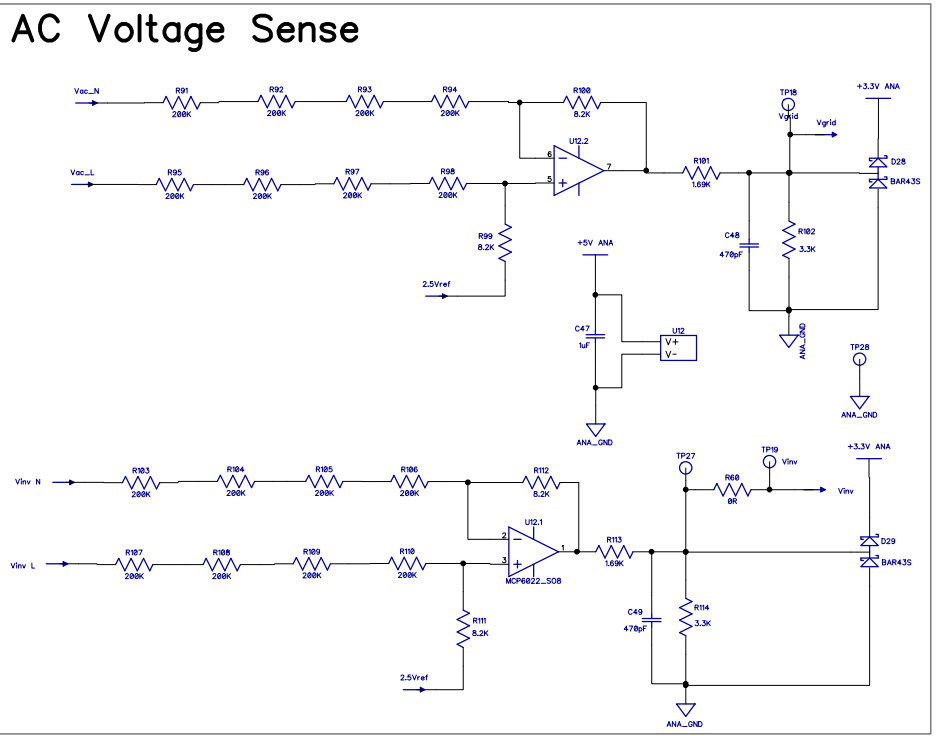 AC Voltage Sense
Vac_N
R91
200K
R92
200K
R93
200K
R94
200K
R100
8.2K
TP18
Vgrid
Vgrid
+3.3V ANA
U12.2
6
5
7
D28
BAR43S
Vac_L
R95
200K
R96
200K
R97
200K
R98
200K
R101
1.69K
R99
8.2K
2.5Vref
C48
470pF
R102
3.3K
ANA_GND
+5V ANA
C47
1uF
U12
V+
V-
ANA_GND
TP28
ANA_GND
Vinv N
R103
200K
R104
200K
R105
200K
R106
200K
R112
8.2K
TP27
TP19
Vinv
R60
0R
Vinv
+3.3V ANA
U12.1
2
3
1
MCP6022_SO8
D29
BAR43S
Vinv L
R107
200K
R108
200K
R109
200K
R110
200K
R113
1.69K
R111
8.2K
2.5Vref
C49
470pF
R114
3.3K
ANA_GND